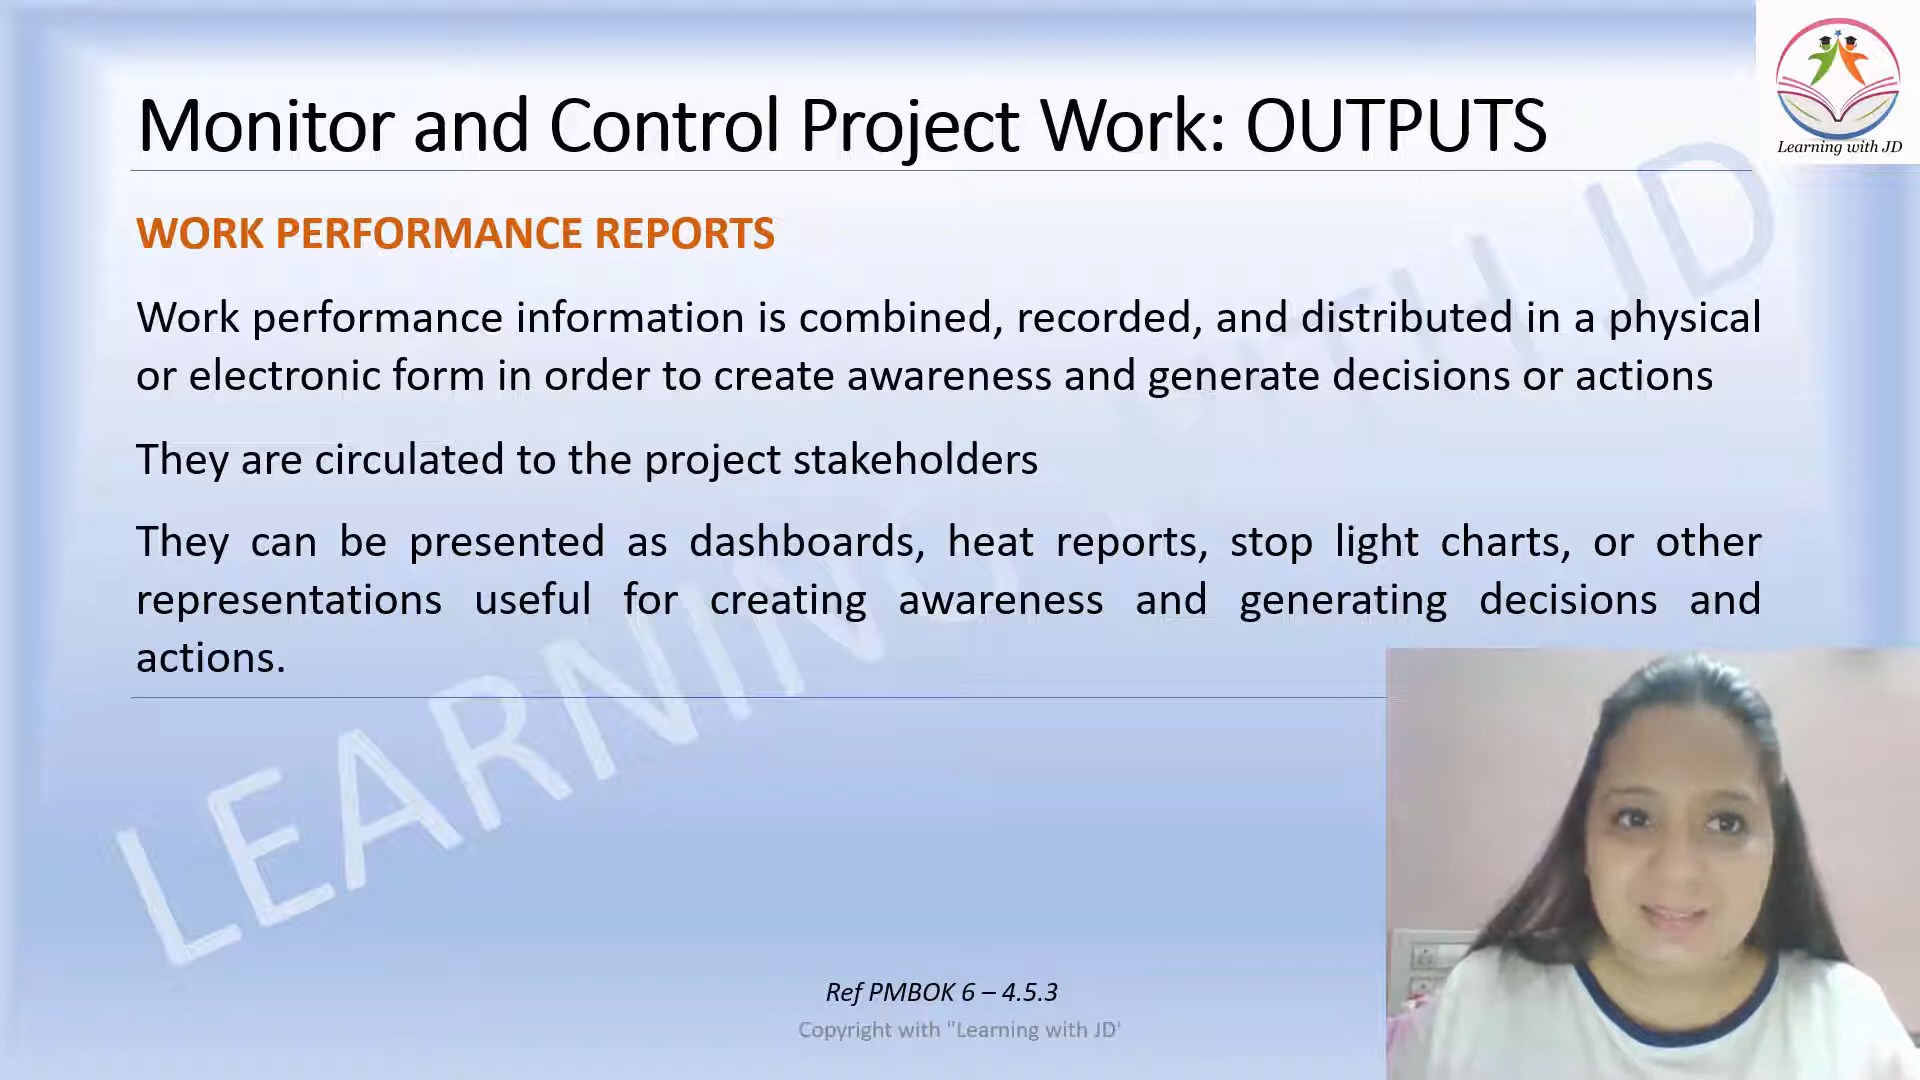 Monitor and Control Project Work: OUTPUTS
Learning with JD
WORK PERFORMANCE REPORTS
Work performance information is combined, recorded, and distributed in a physical
or electronic form in order to create awareness and generate decisions or actions
They are circulated to the project stakeholders
They can be presented as dashboards, heat reports, stop light charts, or other
representations useful for creating awareness and generating decisions and
actions.
LEARNING WITH JD
Ref PMBOK 6 – 4.5.3
Copyright with "Learning with JD'